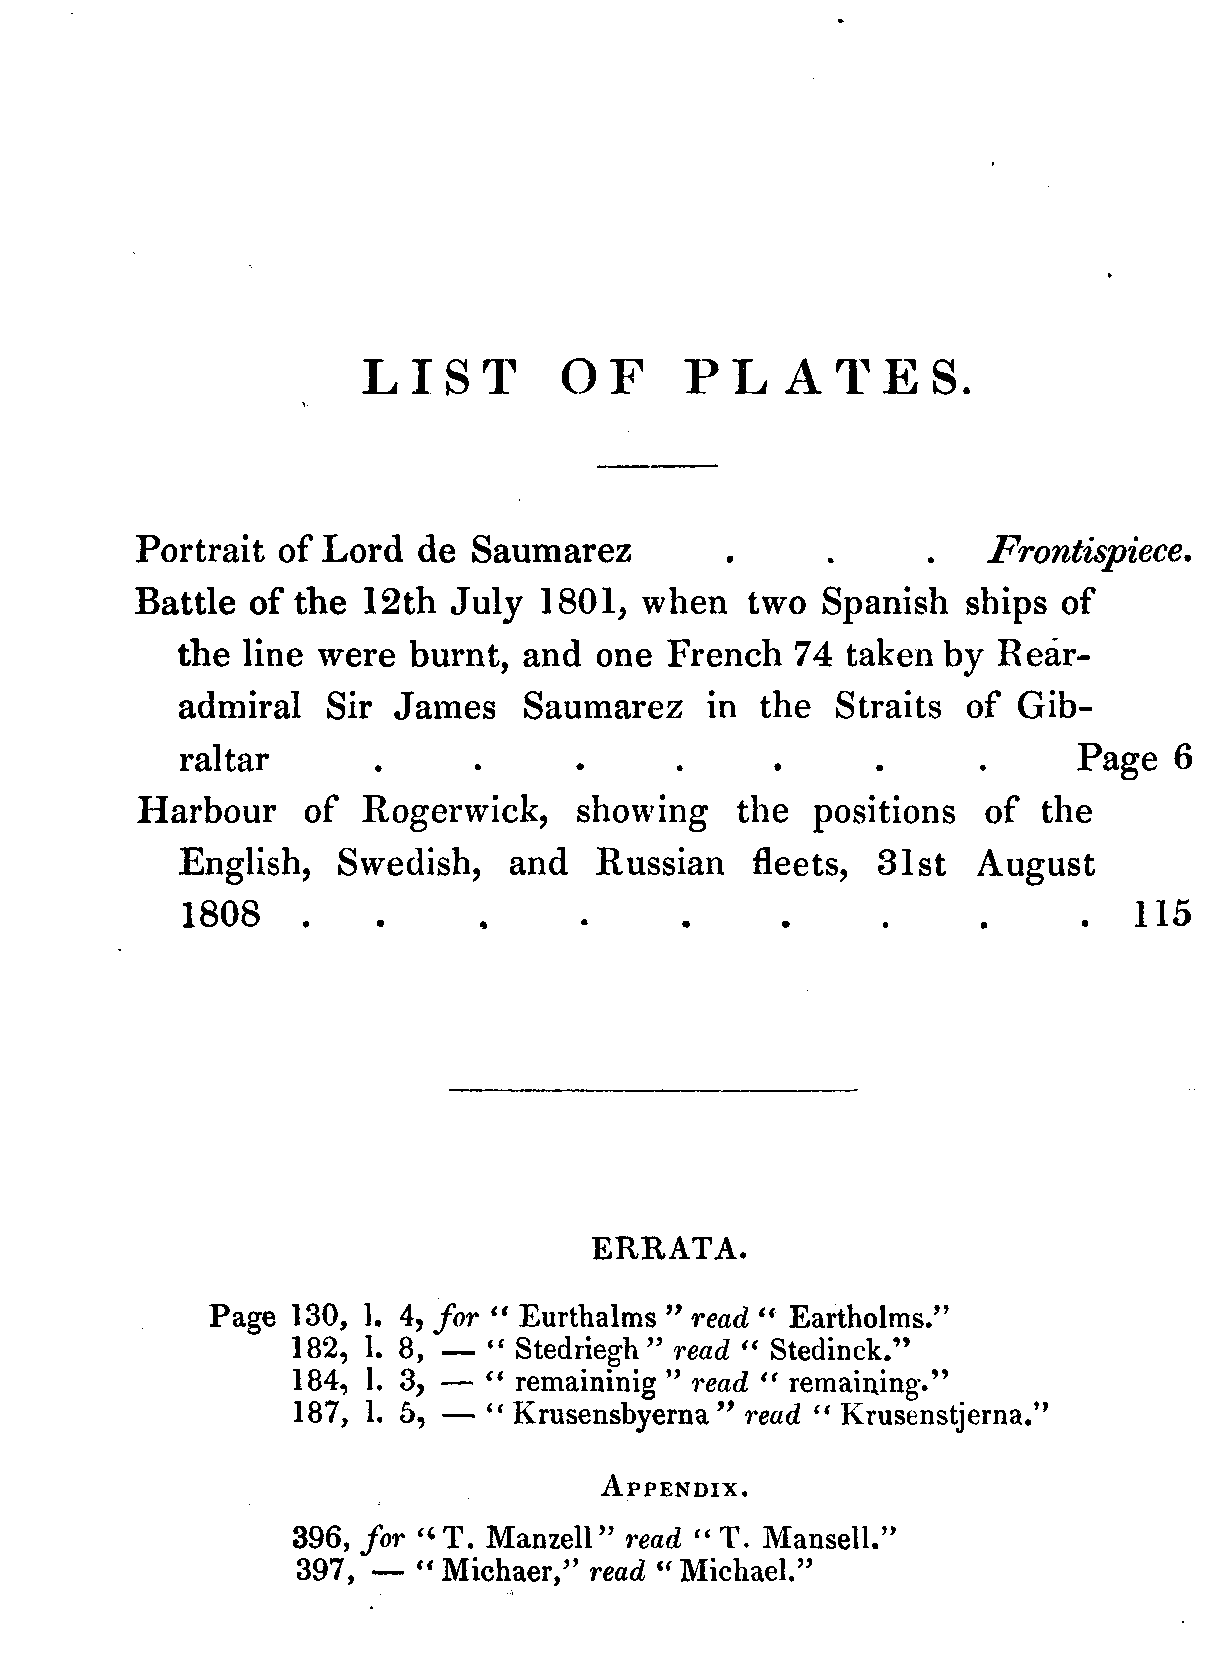 LIST OF PLATES.
Portrait of Lord de Saumarez . . . Frontispiece.
Battle of the 12th July 1801, when two Spanish ships of
the line were burnt, and one French 74 taken by Rear-
admiral Sir James Saumarez in the Straits of Gib-
raltar . . . . . . . Page 6
Harbour of Rogerwick, showing the positions of the
English, Swedish, and Russian fleets, 31st August
1808 . . . . . . . . . 115
ERRATA.
Page 130, l. 4, for “ Eurthalms ” read “ Eartholms.”
182, l. 8, — “ Stedriegh ” read “ Stedinck.”
184, l. 3, — “ remaininig ” read “ remaining.”
187, l. 5, — “ Krusensbyerna ” read “ Krusenstjerna.”
APPENDIX.
396, for “ T. Manzell ” read “ T. Mansell.”
397, — “ Michaer,” read “ Michael.”